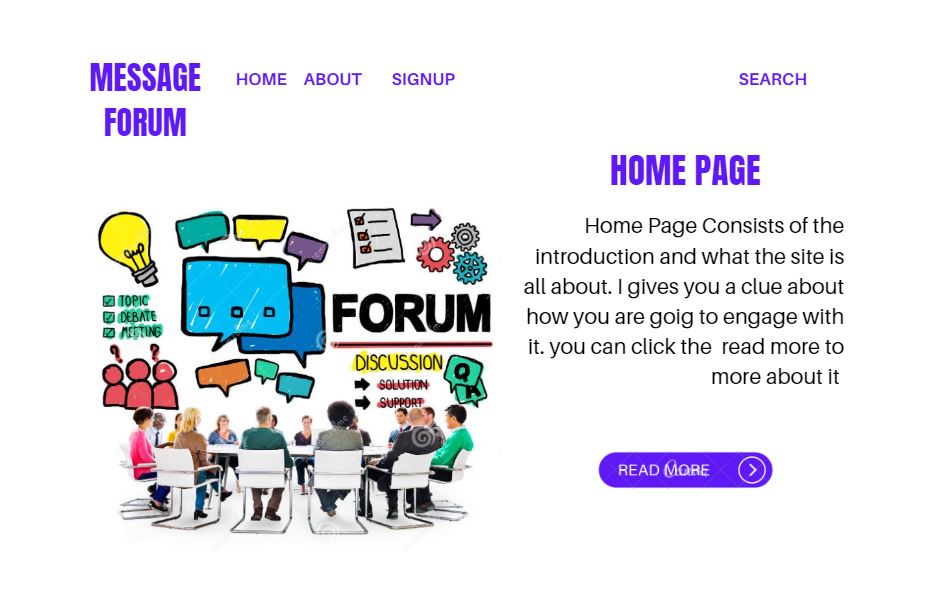 MESSAGE
FORUM
HOME
ABOUT
SIGNUP
SEARCH
HOME PAGE
Home Page Consists of the
introduction and what the site is
all about. I gives you a clue about
how you are goig to engage with
it. you can click the  read more to
more about it
TOPIC
DEBATE
MEETING
FORUM
DISCUSSION
SOLUTION
SUPPORT
Q
A
READ MORE